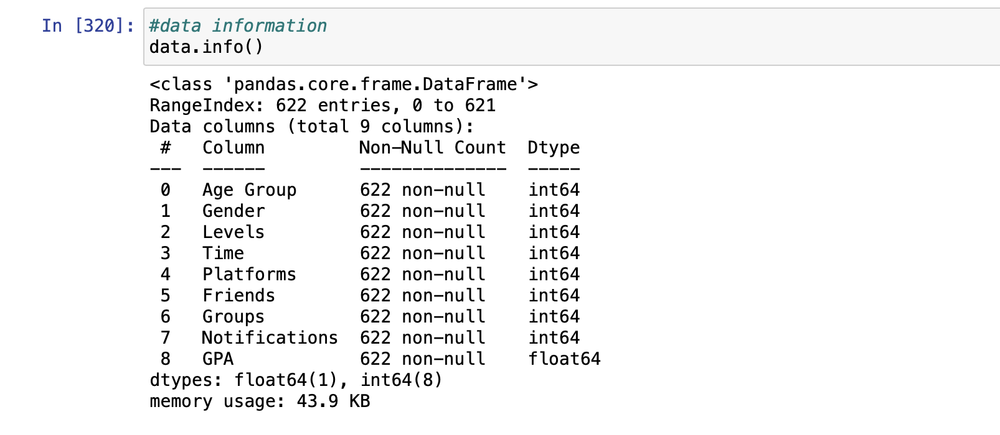 In [320]: #data information
data.info()
<class 'pandas.core.frame.DataFrame'>
RangeIndex: 622 entries, 0 to 621
Data columns (total 9 columns):
 #   Column         Non-Null Count  Dtype
---  ------         --------------  -----
 0   Age Group      622 non-null    int64
 1   Gender         622 non-null    int64
 2   Levels         622 non-null    int64
 3   Time           622 non-null    int64
 4   Platforms      622 non-null    int64
 5   Friends        622 non-null    int64
 6   Groups         622 non-null    int64
 7   Notifications  622 non-null    int64
 8   GPA            622 non-null    float64
dtypes: float64(1), int64(8)
memory usage: 43.9 KB